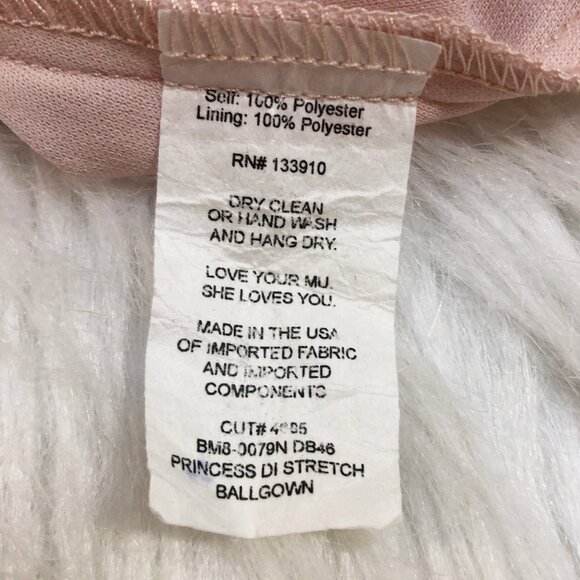 Self: 100% Polyester
Lining: 100% Polyester
RN# 133910
DRY CLEAN
OR HAND WASH
AND HANG DRY.
LOVE YOUR MU.
SHE LOVES YOU.
MADE IN THE USA
OF IMPORTED FABRIC
AND IMPORTED
COMPONENTS
CUT#
BM8-0079N DB46
PRINCESS DI STRETCH
BALLGOWN